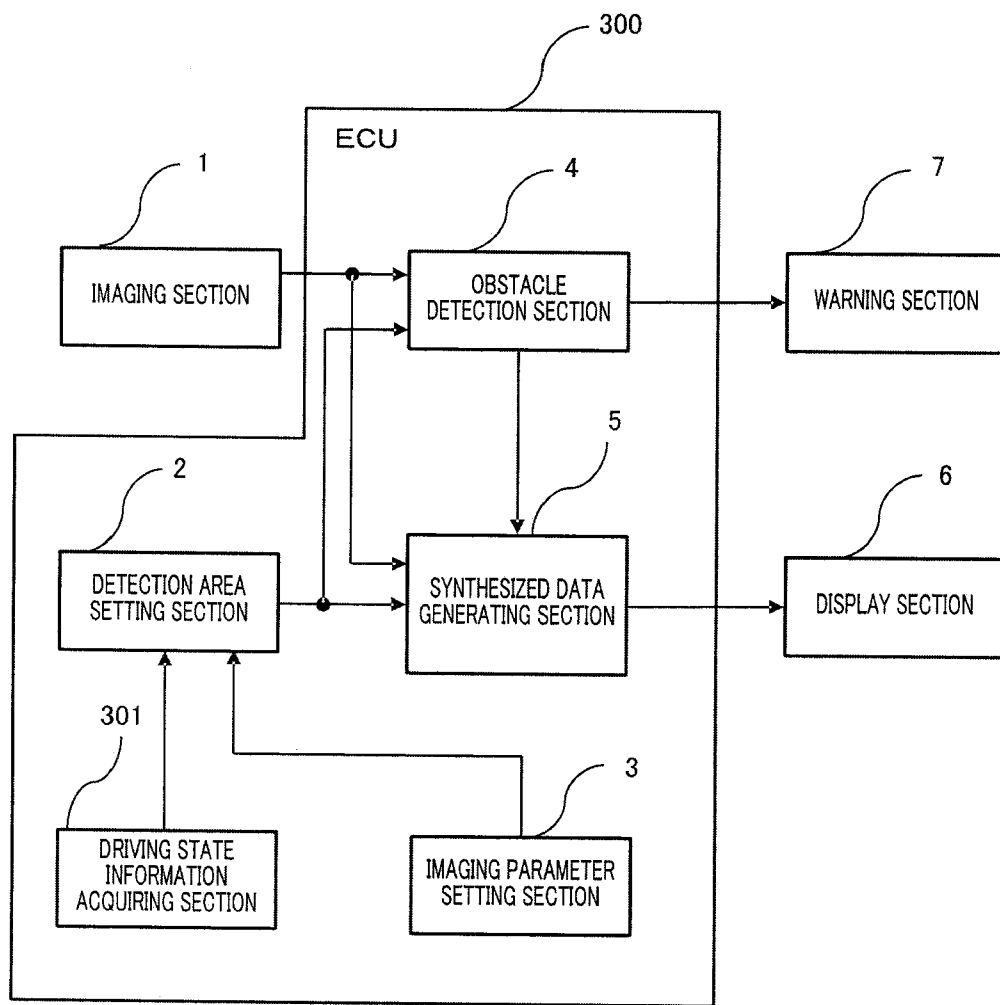 300
ECU
1
4
7
IMAGING SECTION
OBSTACLE
DETECTION SECTION
WARNING SECTION
2
5
6
DETECTION AREA
SETTING SECTION
SYNTHESIZED DATA
GENERATING SECTION
DISPLAY SECTION
301
3
DRIVING STATE
INFORMATION
ACQUIRING SECTION
IMAGING PARAMETER
SETTING SECTION